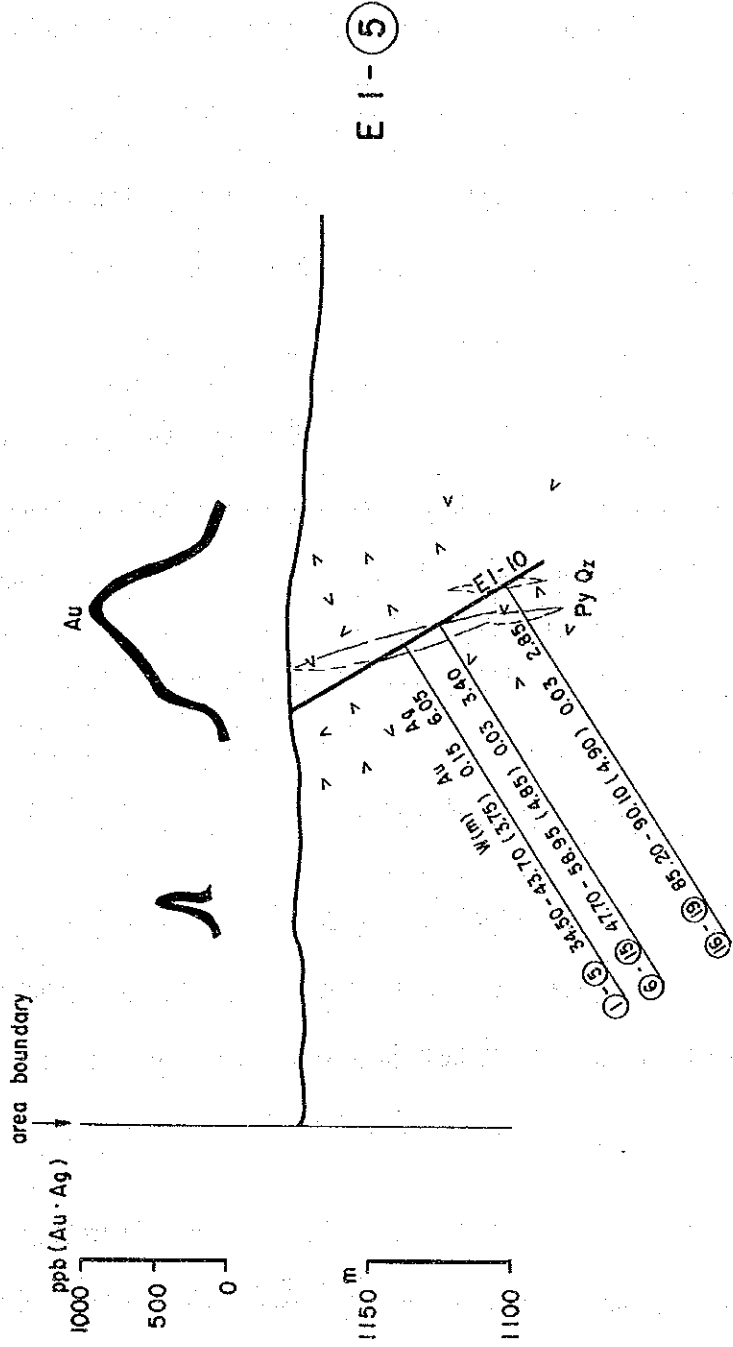 E 1 - ⑤
area boundary
ppb (Au · Ag)
1000
500
0
Au
m
1150
1100
E1-10
Py Qz
W(m) Au Ag
①-⑤ 34.50-43.70 (3.75) 0.15 6.05
⑥-⑮ 47.70-58.95 (4.85) 0.03 3.40
⑯-⑲ 85.20-90.10 (4.90) 0.03 2.85